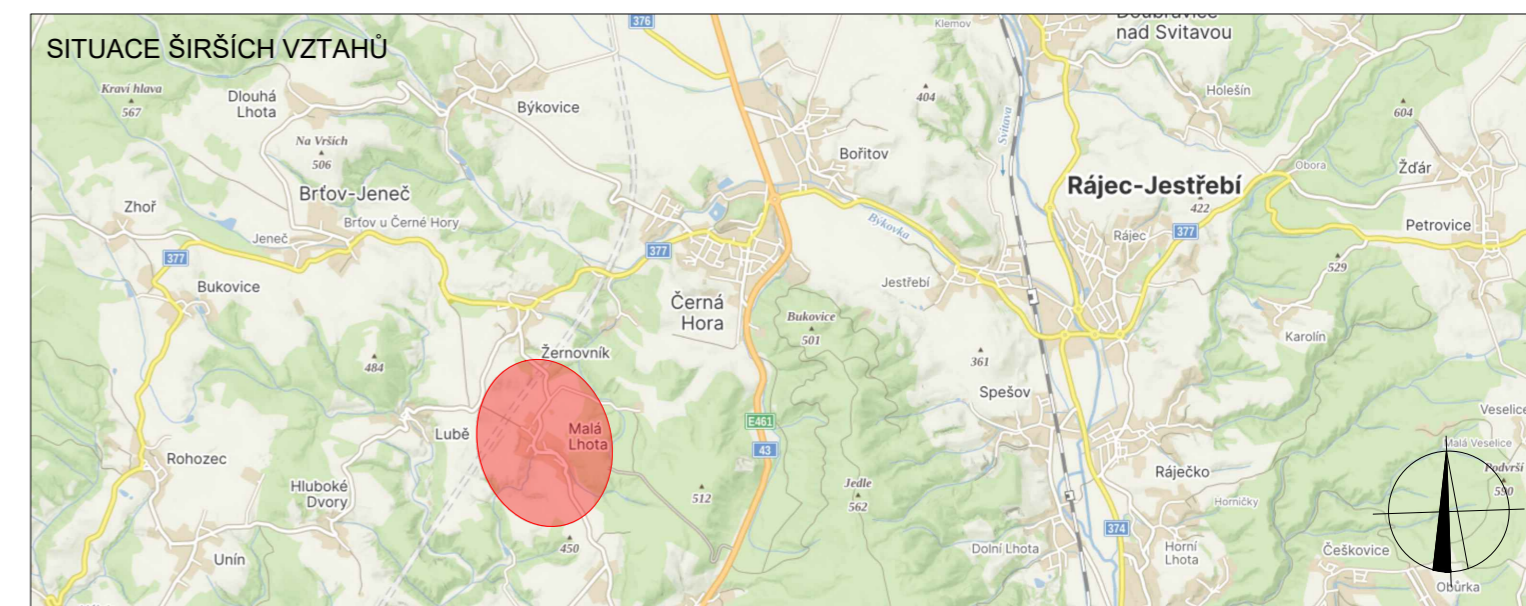 SITUACE ŠIRŠÍCH VZTAHŮ
376
Klemov
nad Svitavou
Kraví hlava
567
Dlouhá
Lhota
Býkovice
404
Svitava
Holešín
604
Na Vrších
506
Bořitov
Obora
Žďár
Brťov-Jeneč
Rájec-Jestřebí
422
Zhoř
Brťov u Černé Hory
Jeneč
Býkovka
Rájec
377
Petrovice
377
377
529
Bukovice
Jestřebí
Černá
Hora
Bukovice
501
Karolín
Žernovník
484
361
Spešov
Veselice
Lubě
Malá
Lhota
E461
43
Malá Veselice
Rohozec
Ráječko
Podvrší
590
Hluboké
Dvory
512
Jedle
562
Horničky
374
450
Dolní Lhota
Horní
Lhota
Češkovice
Unín
Obůrka